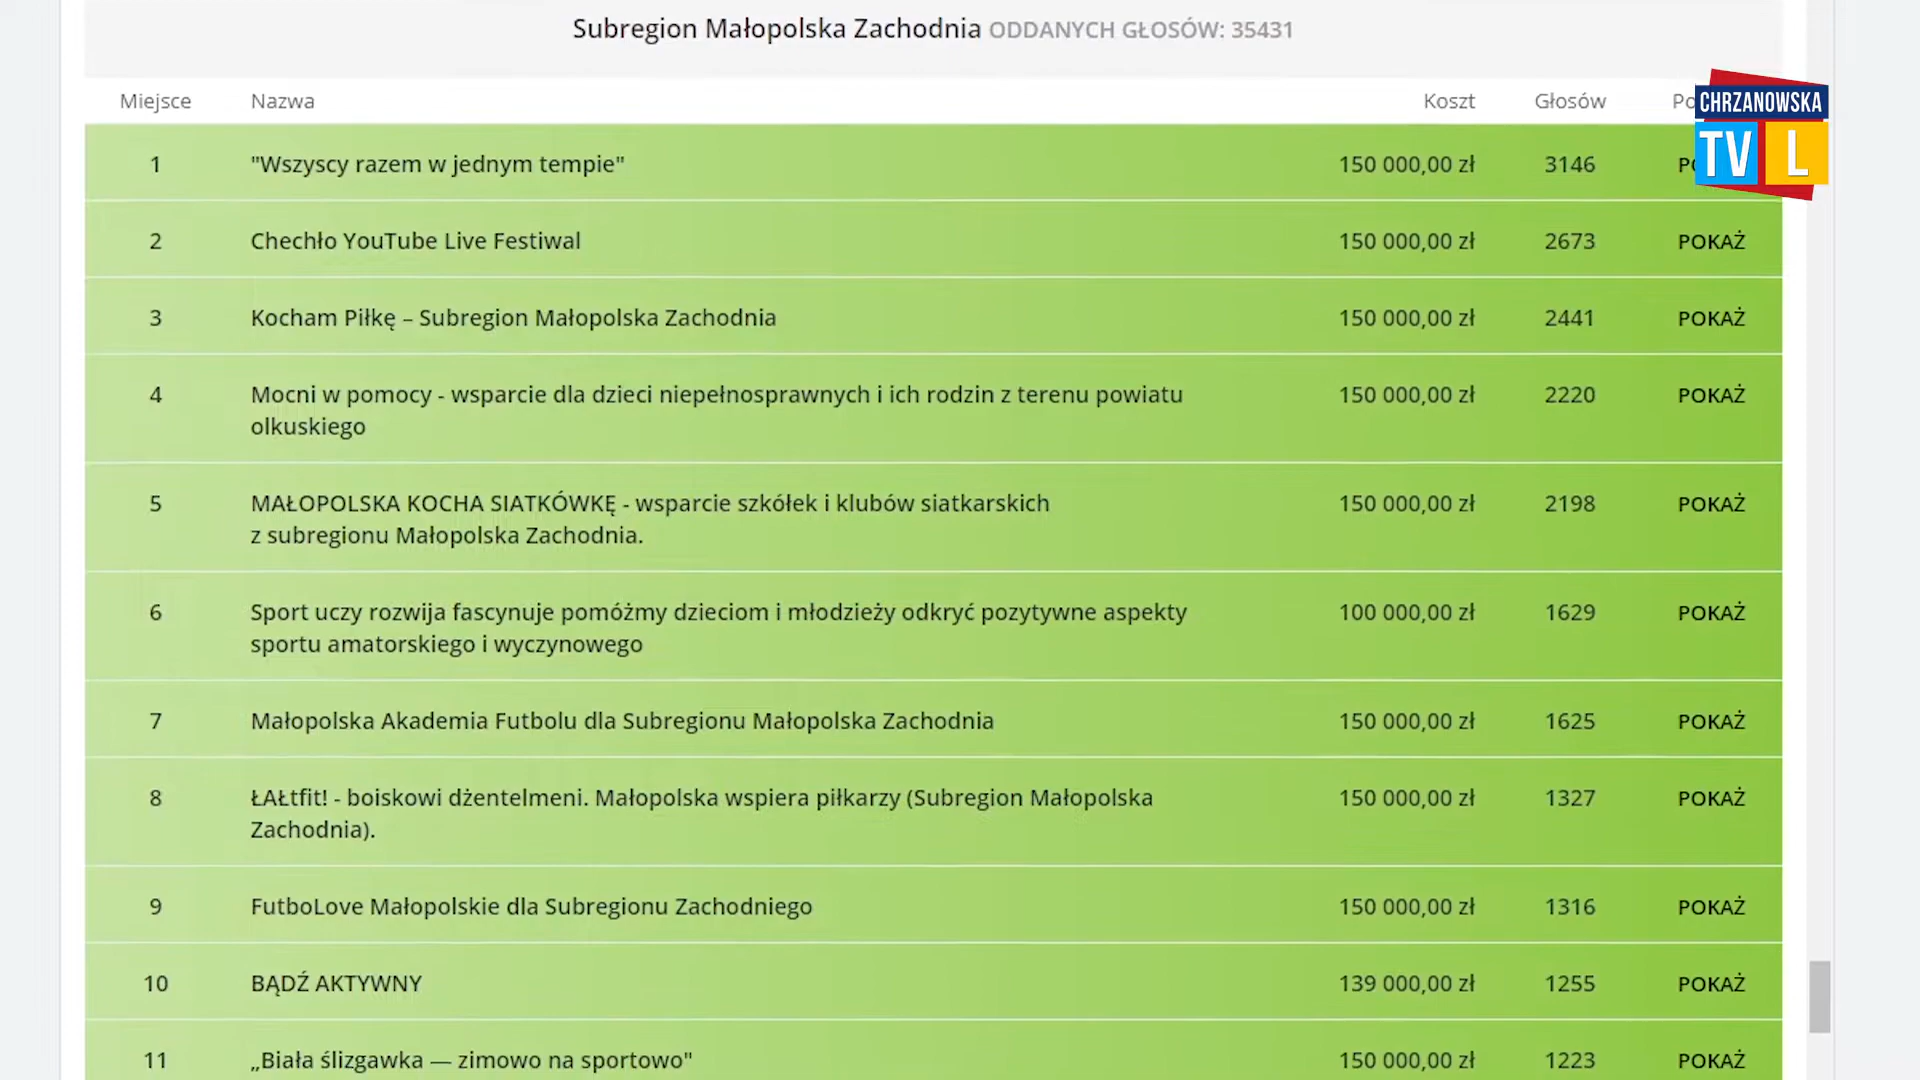 Subregion Małopolska Zachodnia ODDANYCH GŁOSÓW: 35431
Miejsce Nazwa Koszt Głosów
CHRZANOWSKA
TV L
1 "Wszyscy razem w jednym tempie" 150 000,00 zł 3146
2 Chechło YouTube Live Festiwal 150 000,00 zł 2673 POKAŻ
3 Kocham Piłkę – Subregion Małopolska Zachodnia 150 000,00 zł 2441 POKAŻ
4 Mocni w pomocy - wsparcie dla dzieci niepełnosprawnych i ich rodzin z terenu powiatu 150 000,00 zł 2220 POKAŻ
olkuskiego
5 MAŁOPOLSKA KOCHA SIATKÓWKĘ - wsparcie szkółek i klubów siatkarskich 150 000,00 zł 2198 POKAŻ
z subregionu Małopolska Zachodnia.
6 Sport uczy rozwija fascynuje pomóżmy dzieciom i młodzieży odkryć pozytywne aspekty 100 000,00 zł 1629 POKAŻ
sportu amatorskiego i wyczynowego
7 Małopolska Akademia Futbolu dla Subregionu Małopolska Zachodnia 150 000,00 zł 1625 POKAŻ
8 ŁAŁtfit! - boiskowi dżentelmeni. Małopolska wspiera piłkarzy (Subregion Małopolska 150 000,00 zł 1327 POKAŻ
Zachodnia).
9 FutboLove Małopolskie dla Subregionu Zachodniego 150 000,00 zł 1316 POKAŻ
10 BĄDŹ AKTYWNY 139 000,00 zł 1255 POKAŻ
11 „Biała ślizgawka — zimowo na sportowo" 150 000,00 zł 1223 POKAŻ